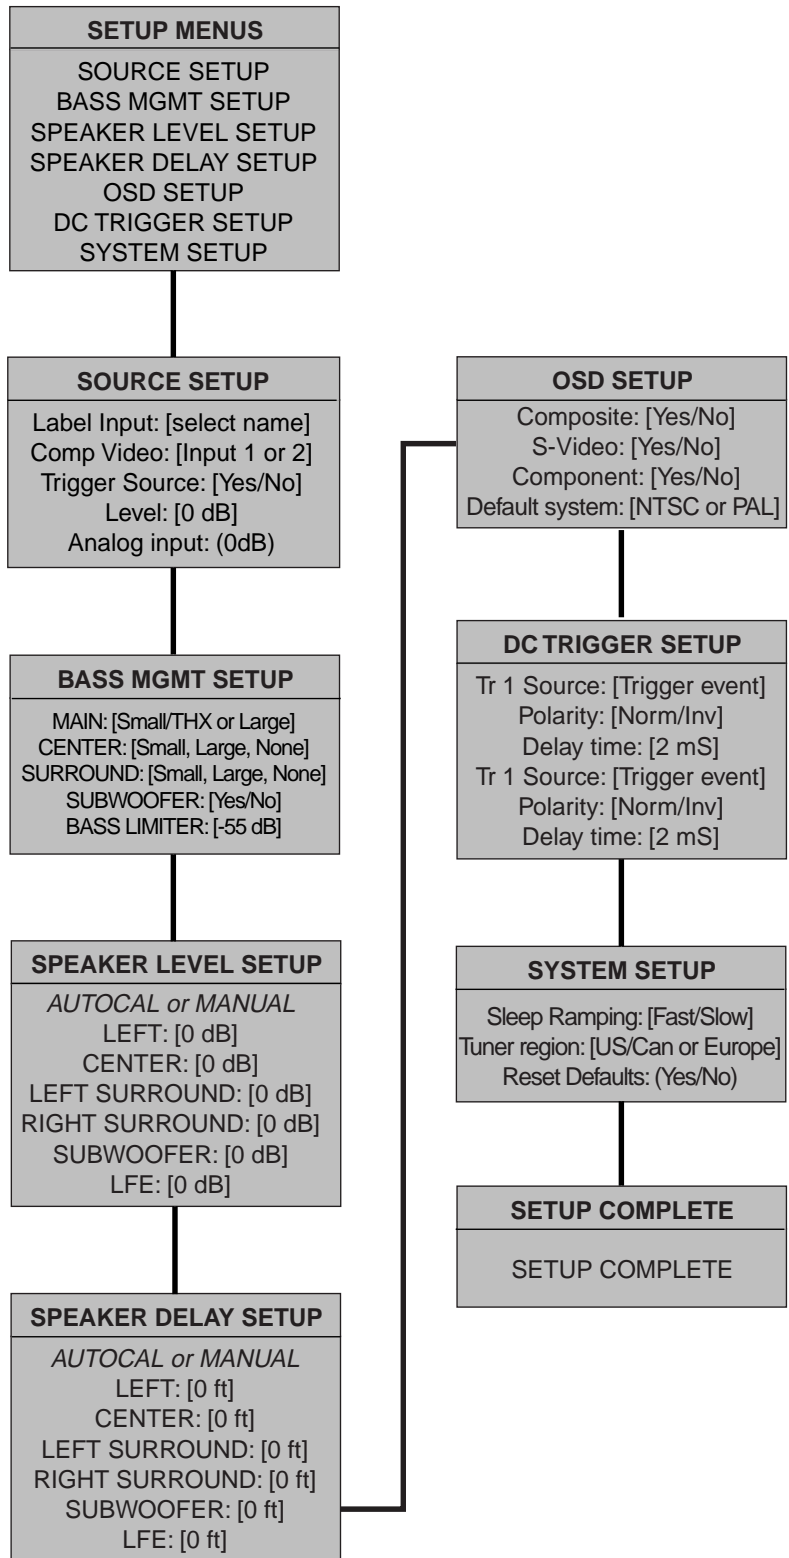 SETUP MENUS
SOURCE SETUP
BASS MGMT SETUP
SPEAKER LEVEL SETUP
SPEAKER DELAY SETUP
OSD SETUP
DC TRIGGER SETUP
SYSTEM SETUP
SOURCE SETUP
Label Input: [select name]
Comp Video: [Input 1 or 2]
Trigger Source: [Yes/No]
Level: [0 dB]
Analog input: (0dB)
BASS MGMT SETUP
MAIN: [Small/THX or Large]
CENTER: [Small, Large, None]
SURROUND: [Small, Large, None]
SUBWOOFER: [Yes/No]
BASS LIMITER: [-55 dB]
SPEAKER LEVEL SETUP
AUTOCAL or MANUAL
LEFT: [0 dB]
CENTER: [0 dB]
LEFT SURROUND: [0 dB]
RIGHT SURROUND: [0 dB]
SUBWOOFER: [0 dB]
LFE: [0 dB]
SPEAKER DELAY SETUP
AUTOCAL or MANUAL
LEFT: [0 ft]
CENTER: [0 ft]
LEFT SURROUND: [0 ft]
RIGHT SURROUND: [0 ft]
SUBWOOFER: [0 ft]
LFE: [0 ft]
OSD SETUP
Composite: [Yes/No]
S-Video: [Yes/No]
Component: [Yes/No]
Default system: [NTSC or PAL]
DC TRIGGER SETUP
Tr 1 Source: [Trigger event]
Polarity: [Norm/Inv]
Delay time: [2 mS]
Tr 1 Source: [Trigger event]
Polarity: [Norm/Inv]
Delay time: [2 mS]
SYSTEM SETUP
Sleep Ramping: [Fast/Slow]
Tuner region: [US/Can or Europe]
Reset Defaults: (Yes/No)
SETUP COMPLETE
SETUP COMPLETE